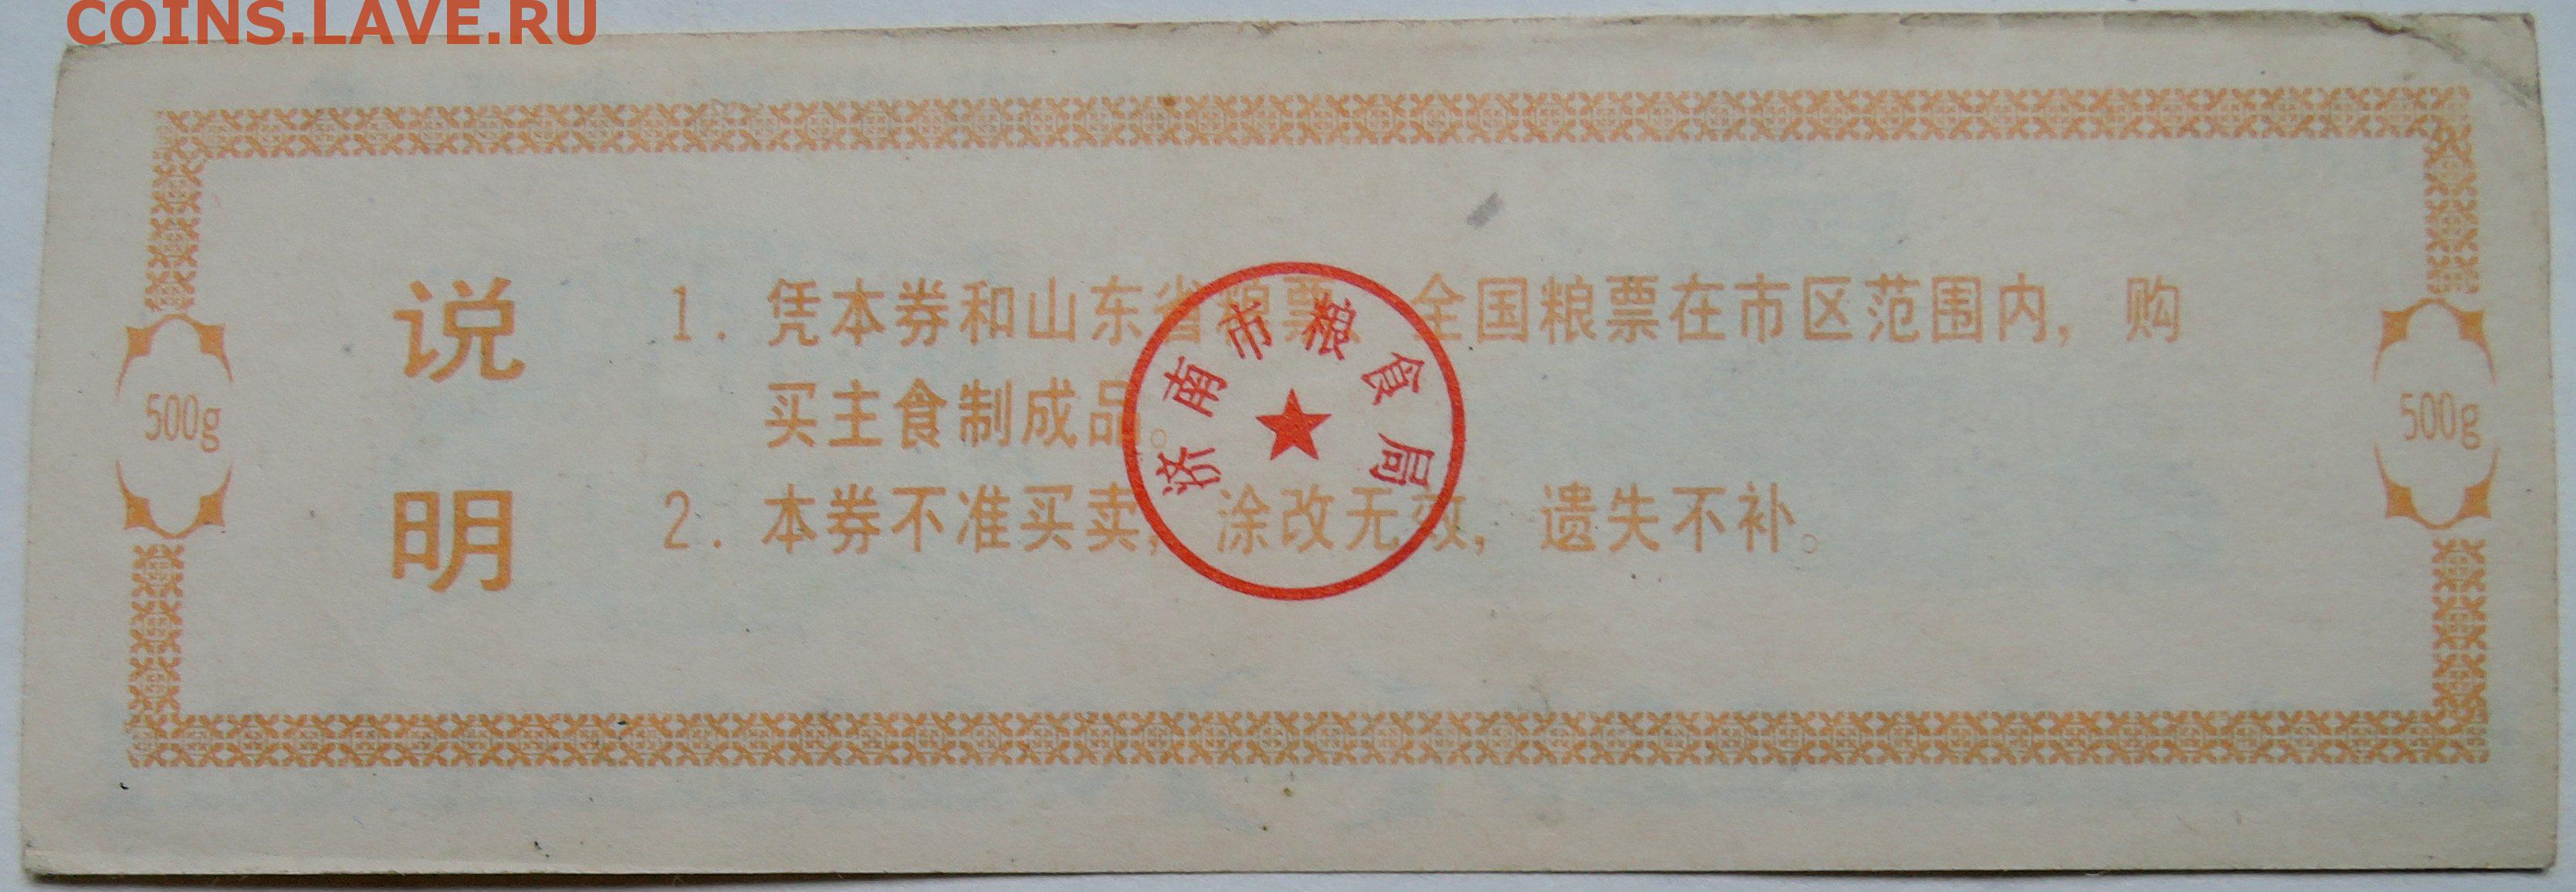 COINS.LAVE.RU
说明
1. 凭本券和山东省粮票、全国粮票在市区范围内，购
买主食制成品。
2. 本券不准买卖，涂改无效，遗失不补。
济南市粮食局
500g
500g